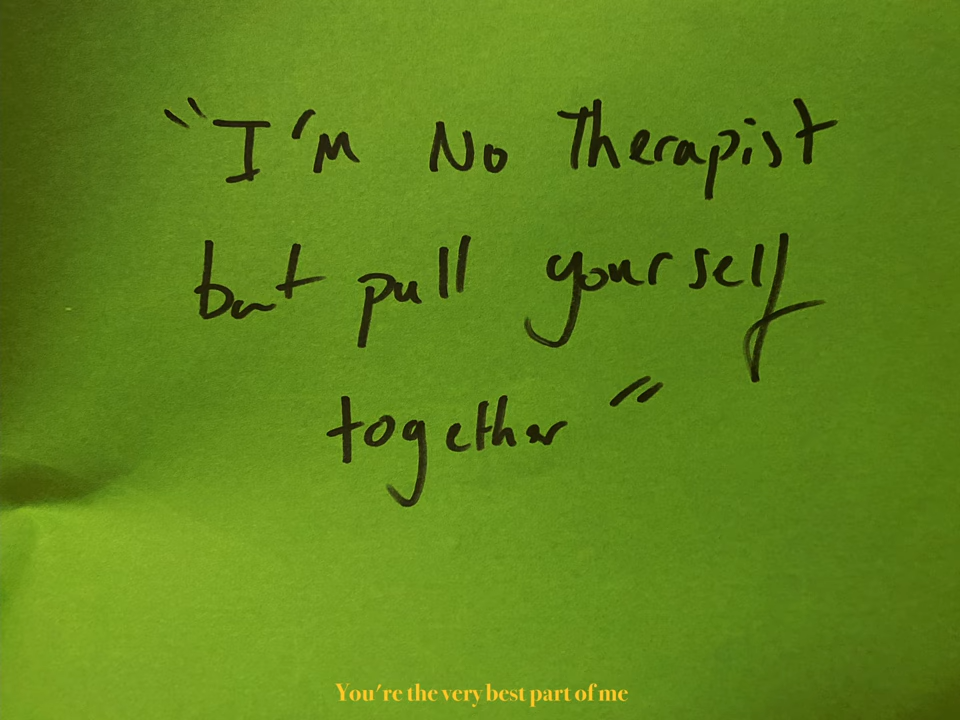 "I'm No Therapist
but pull yourself
together"
You're the very best part of me